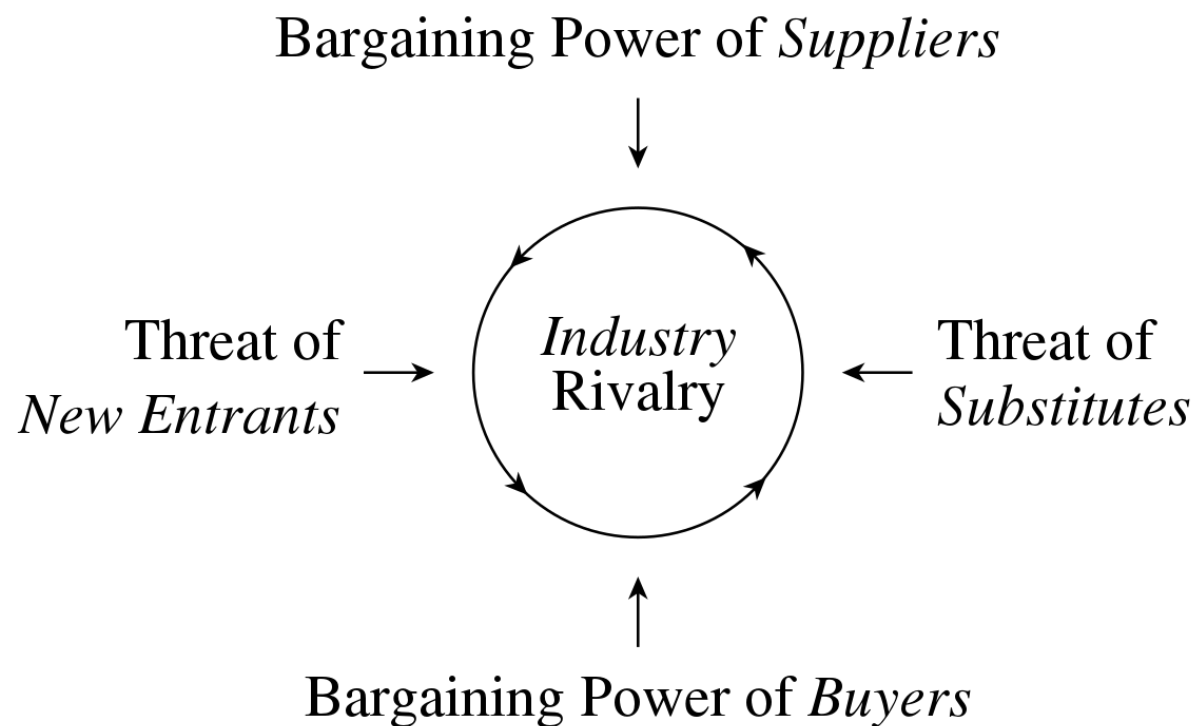 Bargaining Power of Suppliers
Threat of
New Entrants
Industry
Rivalry
Threat of
Substitutes
Bargaining Power of Buyers